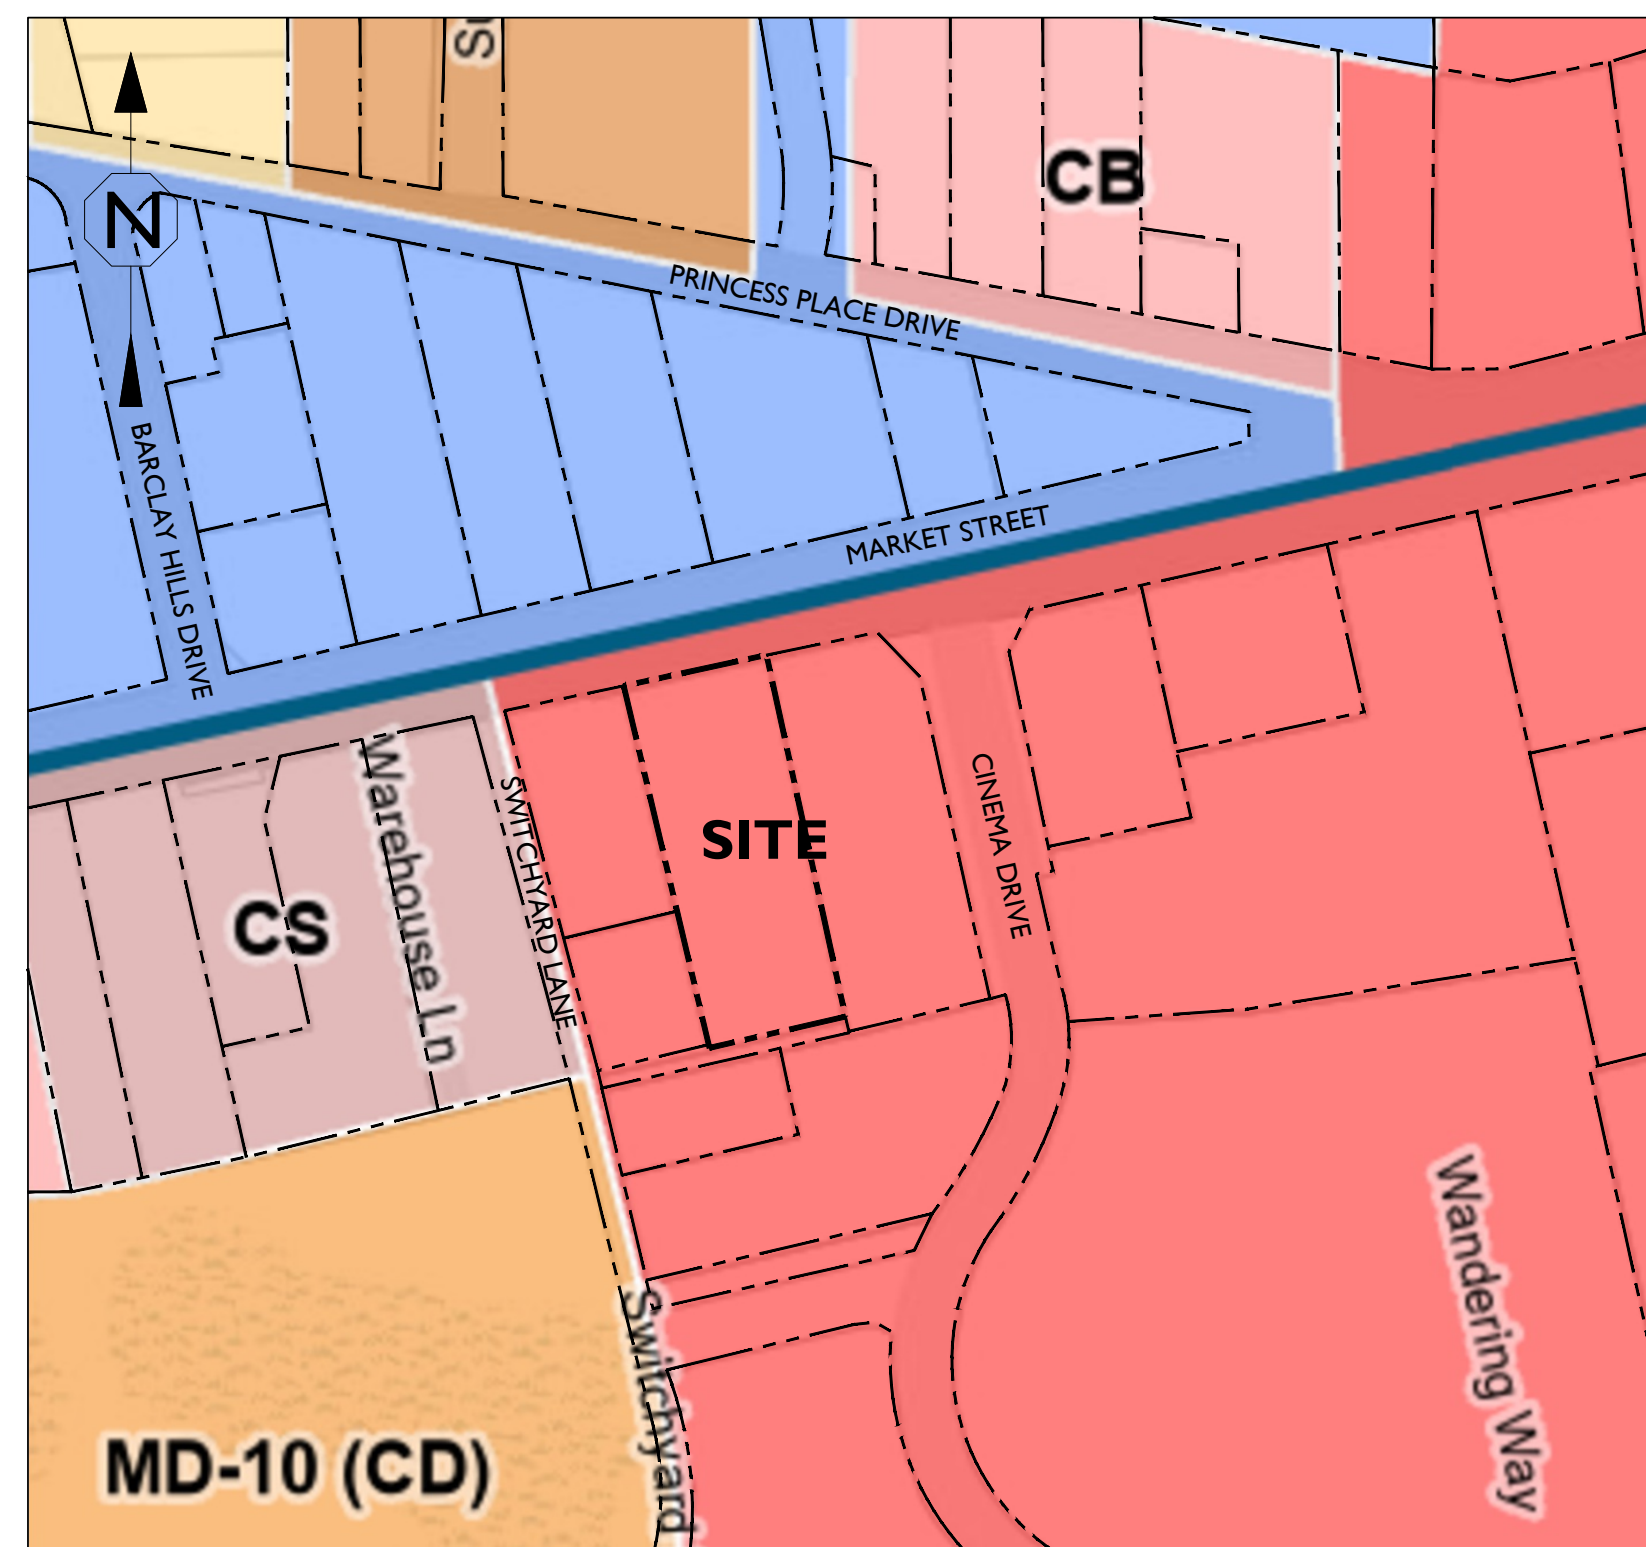 CB
N
PRINCESS PLACE DRIVE
BARCLAY HILLS DRIVE
MARKET STREET
Warehouse Ln
SWITCHYARD LANE
SITE
CINEMA DRIVE
CS
Wandering Way
Switchyard
MD-10 (CD)